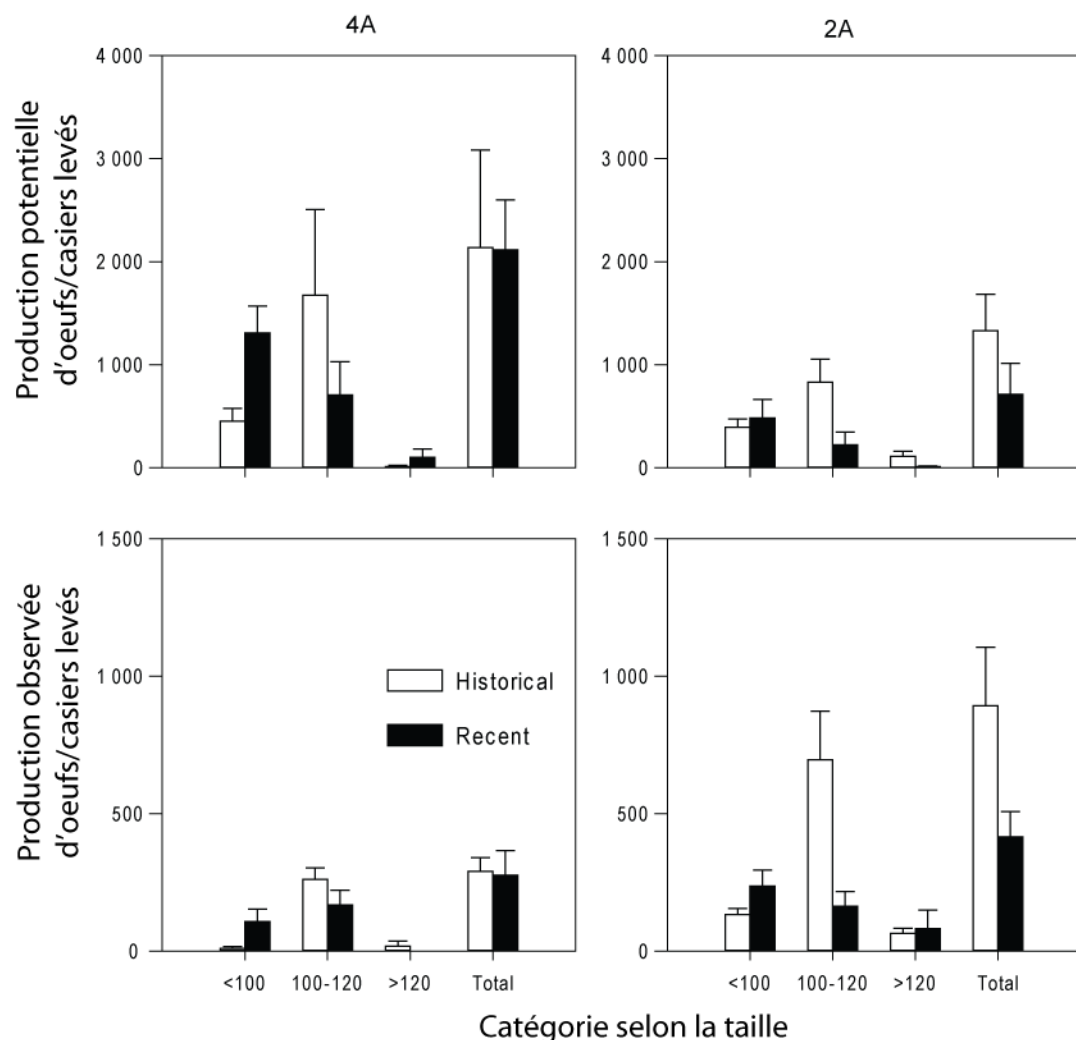 4A
2A
Production potentielle
d'oeufs/casiers levés
4 000
3 000
2 000
1 000
0
4 000
3 000
2 000
1 000
0
Production observée
d'oeufs/casiers levés
1 500
1 000
500
0
Historical
Recent
1 500
1 000
500
0
<100 100-120 >120 Total
<100 100-120 >120 Total
Catégorie selon la taille